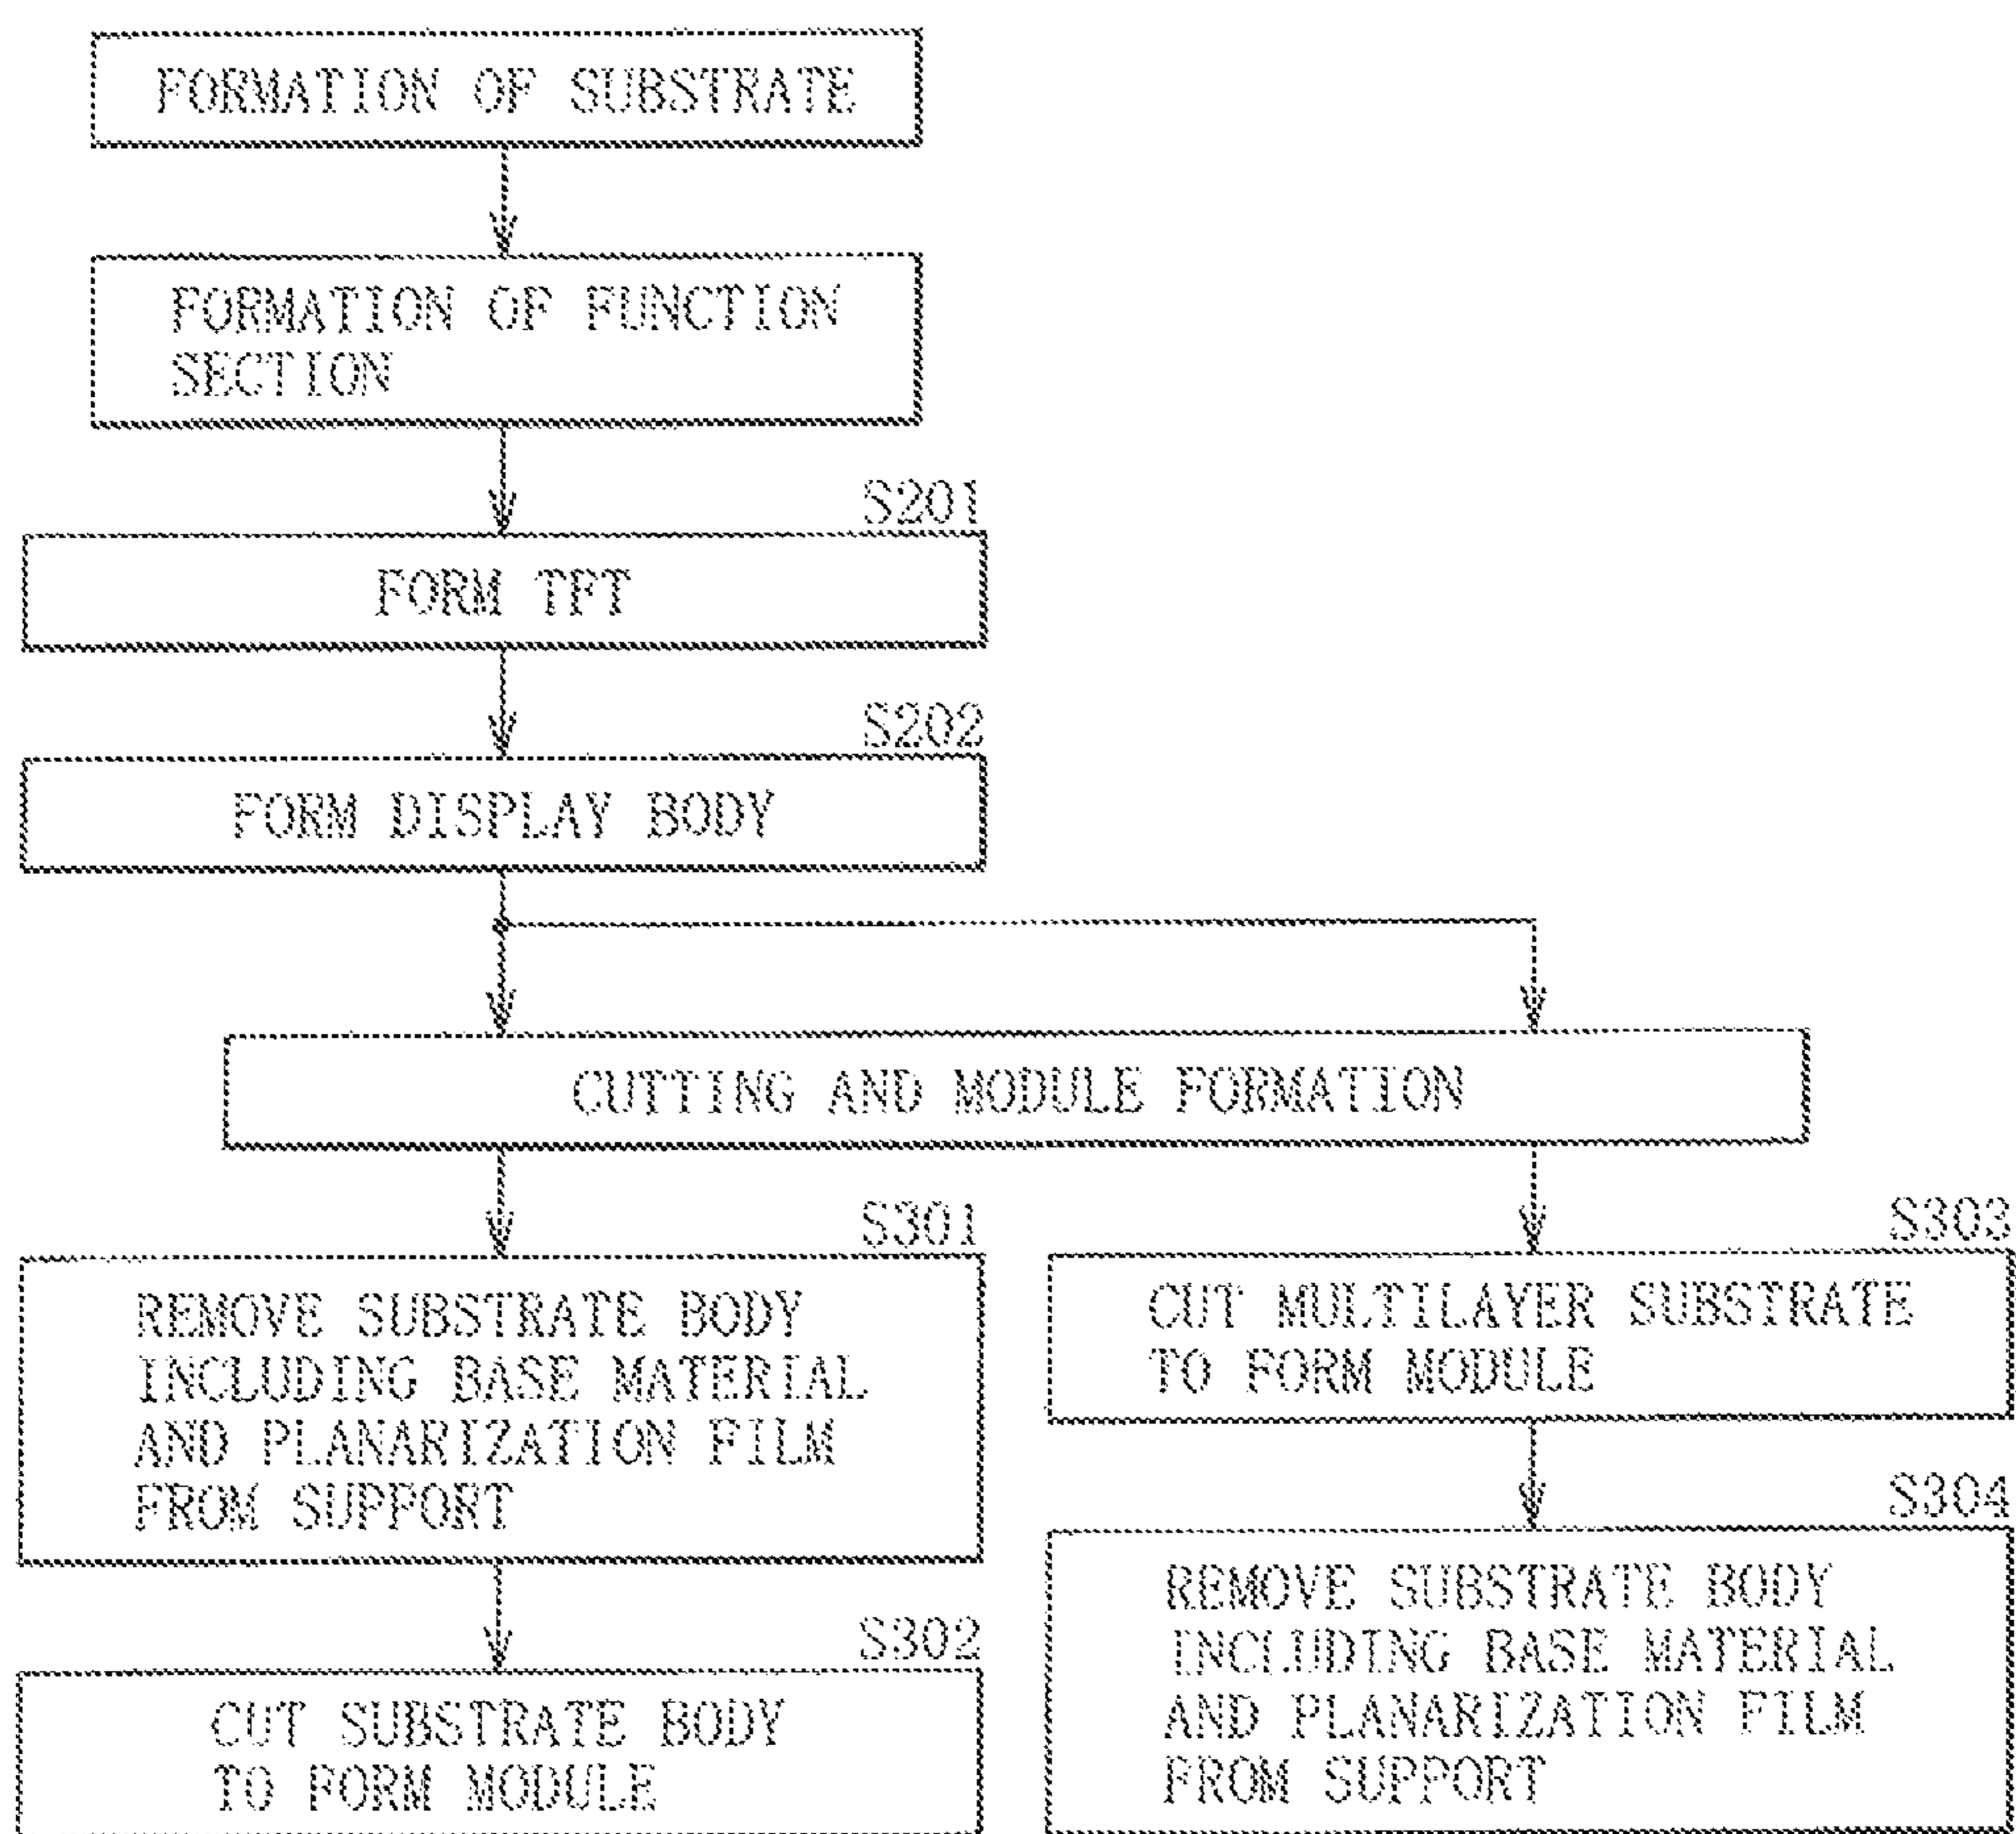 FORMATION OF SUBSTRATE
FORMATION OF FUNCTION
SECTION
S201
FORM TFT
S202
FORM DISPLAY BODY
CUTTING AND MODULE FORMATION
S301
REMOVE SUBSTRATE BODY
INCLUDING BASE MATERIAL
AND PLANARIZATION FILM
FROM SUPPORT
S302
CUT SUBSTRATE BODY
TO FORM MODULE
S303
CUT MULTILAYER SUBSTRATE
TO FORM MODULE
S304
REMOVE SUBSTRATE BODY
INCLUDING BASE MATERIAL
AND PLANARIZATION FILM
FROM SUPPORT